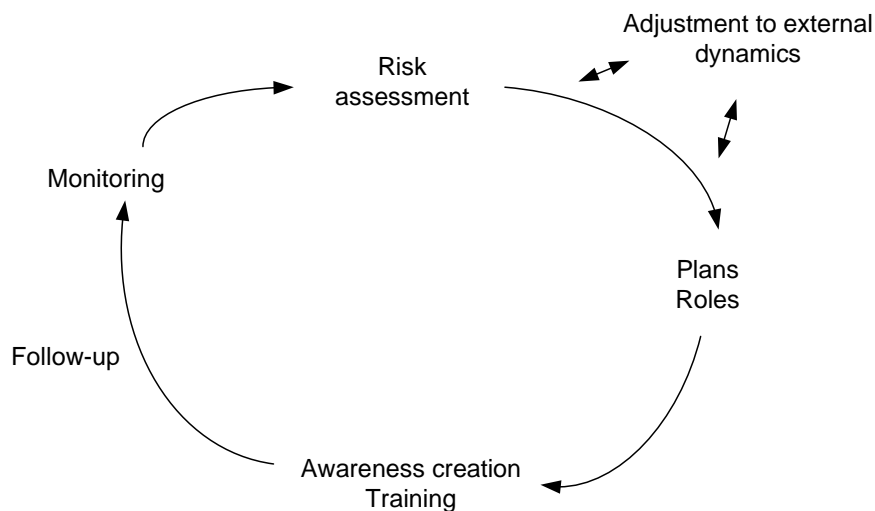 Adjustment to external
dynamics
Risk
assessment
Monitoring
Plans
Roles
Follow-up
Awareness creation
Training